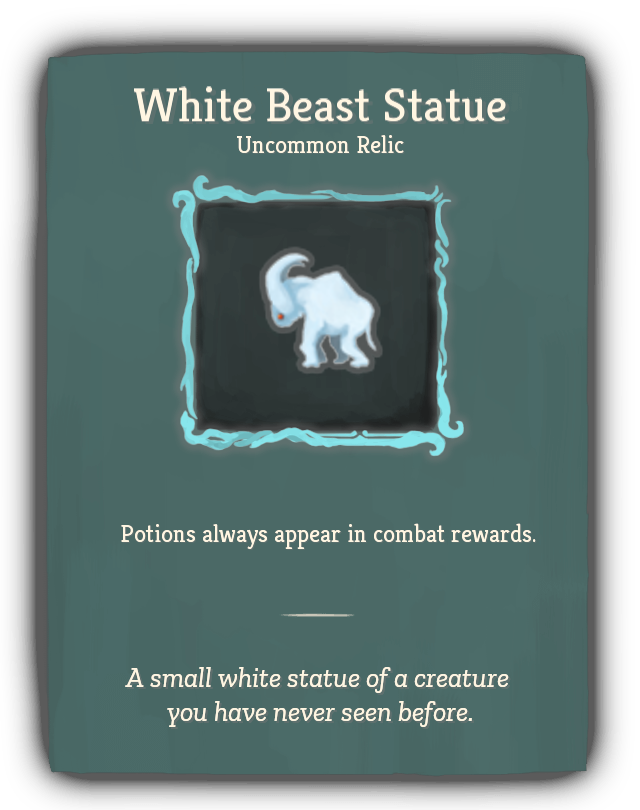 White Beast Statue
Uncommon Relic
Potions always appear in combat rewards.
A small white statue of a creature
you have never seen before.